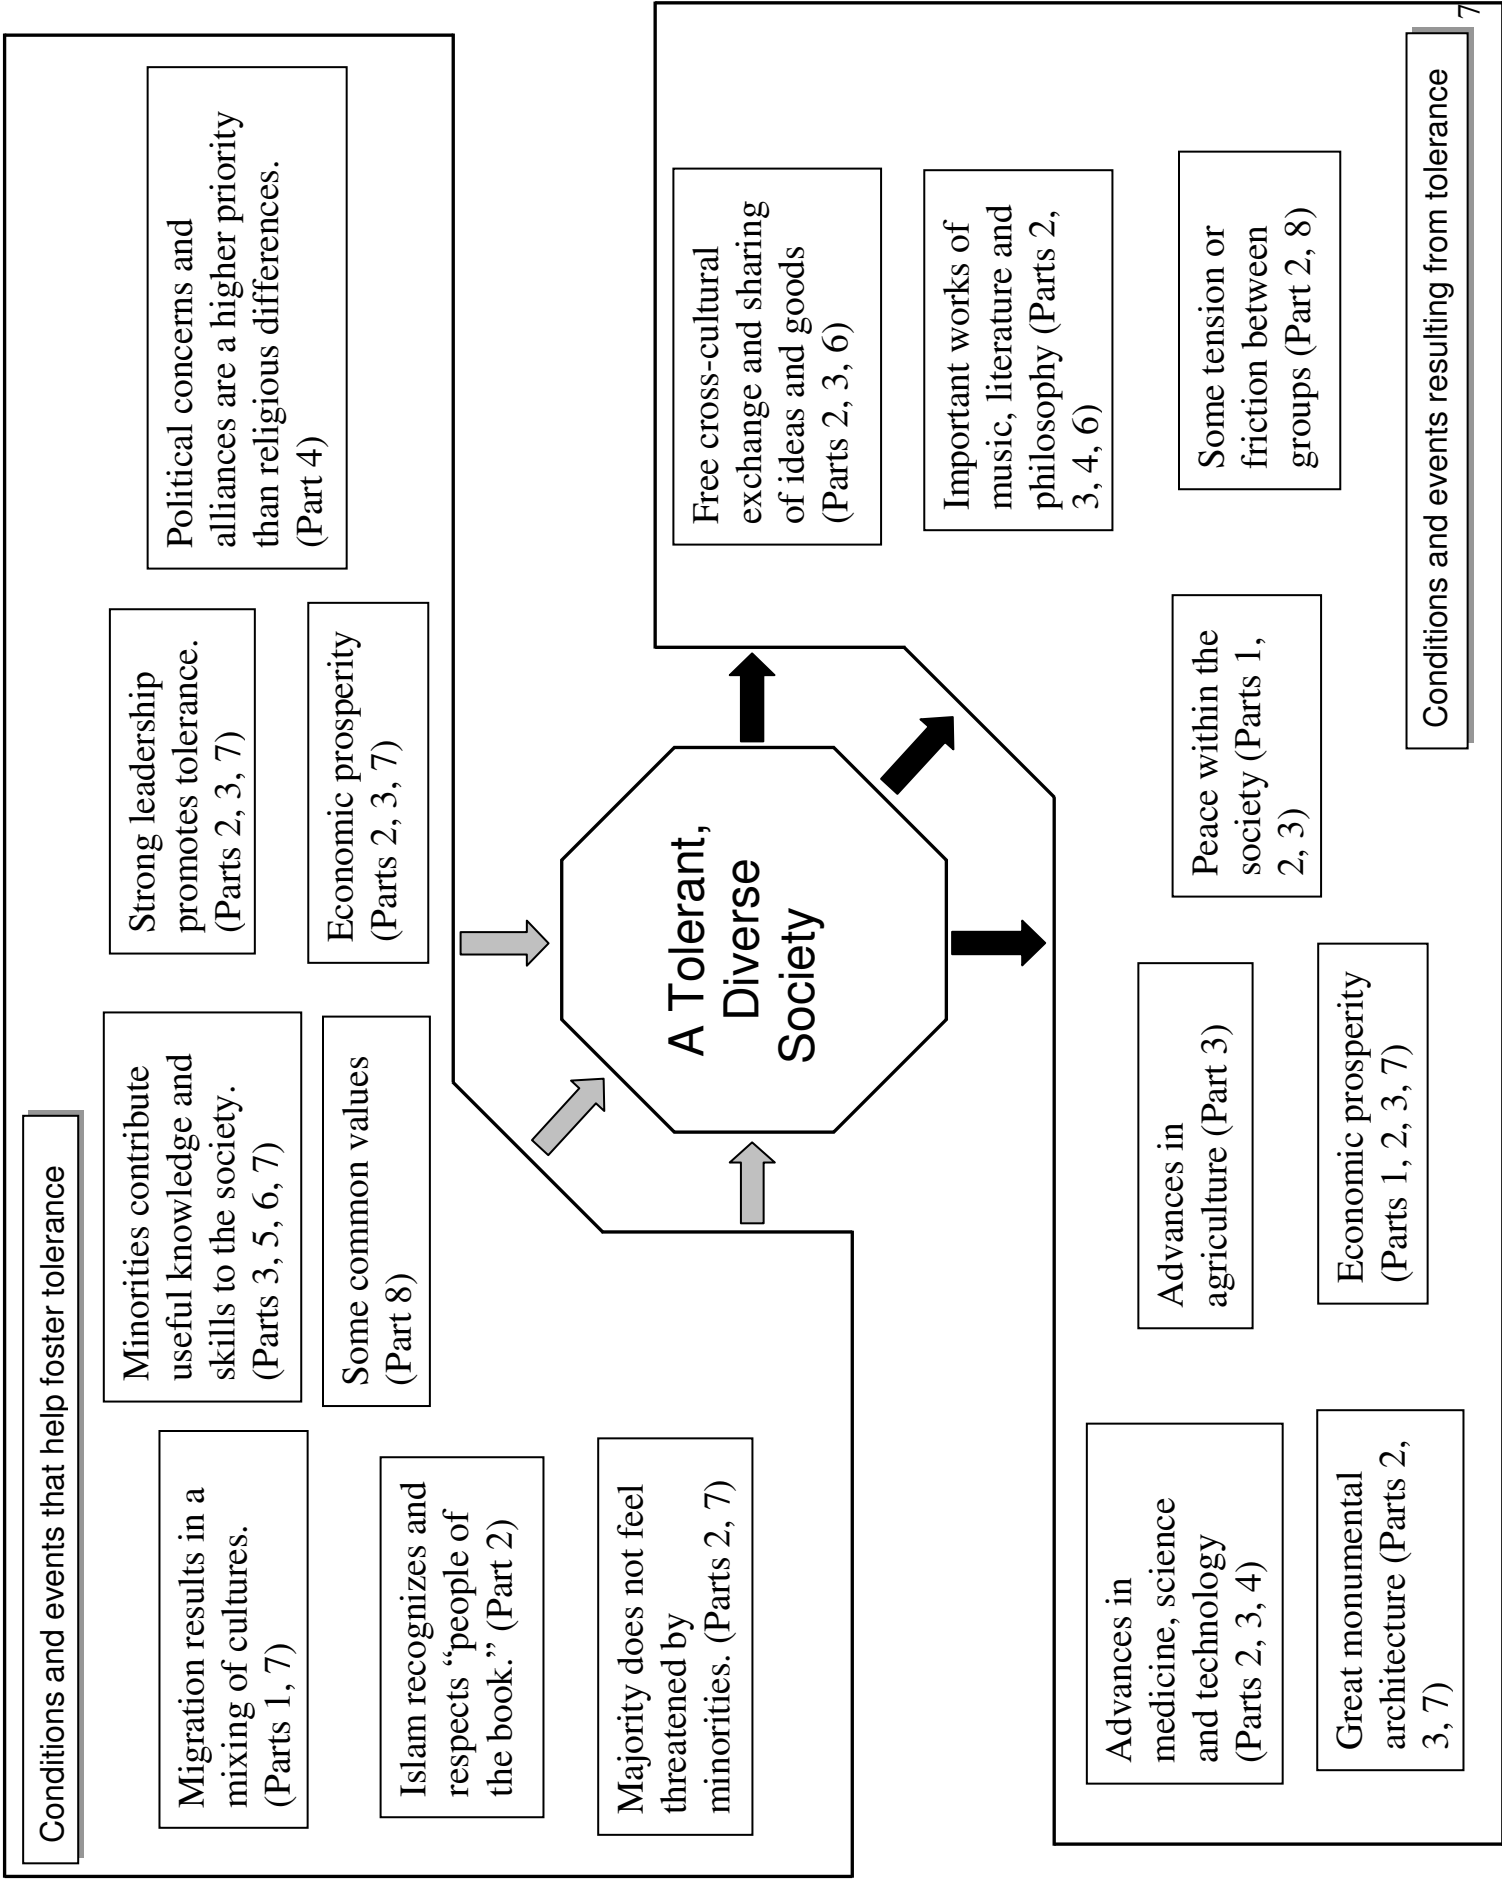 Conditions and events that help foster tolerance
Migration results in a
mixing of cultures.
(Parts 1, 7)
Minorities contribute
useful knowledge and
skills to the society.
(Parts 3, 5, 6, 7)
Strong leadership
promotes tolerance.
(Parts 2, 3, 7)
Political concerns and
alliances are a higher priority
than religious differences.
(Part 4)
Islam recognizes and
respects “people of
the book.” (Part 2)
Some common values
(Part 8)
Economic prosperity
(Parts 2, 3, 7)
Majority does not feel
threatened by
minorities. (Parts 2, 7)
A Tolerant,
Diverse
Society
Free cross-cultural
exchange and sharing
of ideas and goods
(Parts 2, 3, 6)
Important works of
music, literature and
philosophy (Parts 2,
3, 4, 6)
Advances in
medicine, science
and technology
(Parts 2, 3, 4)
Advances in
agriculture (Part 3)
Peace within the
society (Parts 1,
2, 3)
Some tension or
friction between
groups (Part 2, 8)
Great monumental
architecture (Parts 2,
3, 7)
Economic prosperity
(Parts 1, 2, 3, 7)
Conditions and events resulting from tolerance
7